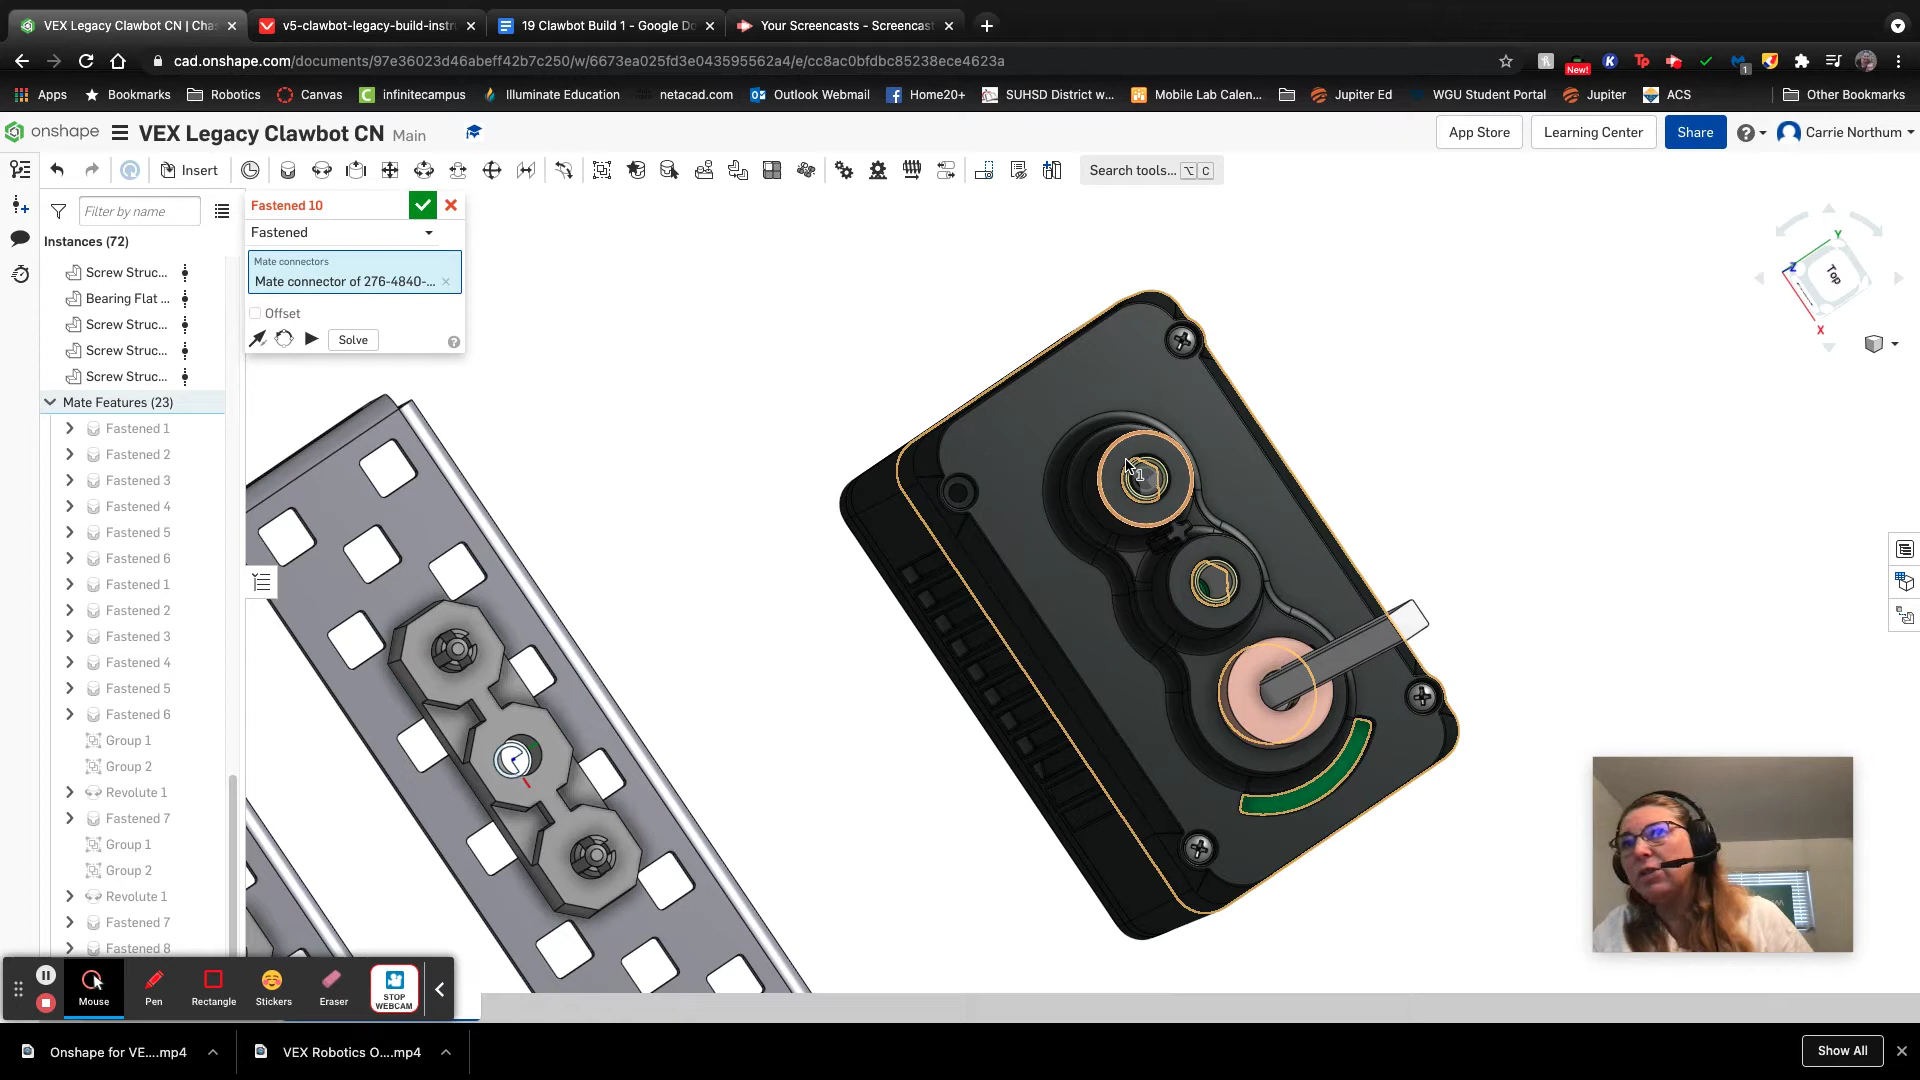 VEX Legacy Clawbot CN | Chas
v5-clawbot-legacy-build-instru
19 Clawbot Build 1 - Google Do
Your Screencasts - Screencast
cad.onshape.com/documents/97e36023d46abeff42b7c250/w/6673ea025fd3e043595562a4/e/cc8ac0bfdbc85238ece4623a
New!
1
Apps
Bookmarks
Robotics
Canvas
infinitecampus
Illuminate Education
netacad.com
Outlook Webmail
Home20+
SUHSD District w...
Mobile Lab Calen...
Jupiter Ed
WGU Student Portal
Jupiter
ACS
Other Bookmarks
onshape
VEX Legacy Clawbot CN
Main
App Store
Learning Center
Share
Carrie Northum
Insert
Search tools...
⌥ C
Filter by name
Instances (72)
Screw Struc...
Bearing Flat ...
Screw Struc...
Screw Struc...
Screw Struc...
Mate Features (23)
Fastened 1
Fastened 2
Fastened 3
Fastened 4
Fastened 5
Fastened 6
Fastened 1
Fastened 2
Fastened 3
Fastened 4
Fastened 5
Fastened 6
Group 1
Group 2
Revolute 1
Fastened 7
Group 1
Group 2
Revolute 1
Fastened 7
Fastened 8
Fastened 10
Fastened
Mate connectors
Mate connector of 276-4840-...
Offset
Solve
1
Y
Z
Top
X
Mouse
Pen
Rectangle
Stickers
Eraser
STOP
WEBCAM
Onshape for VE....mp4
VEX Robotics O....mp4
Show All